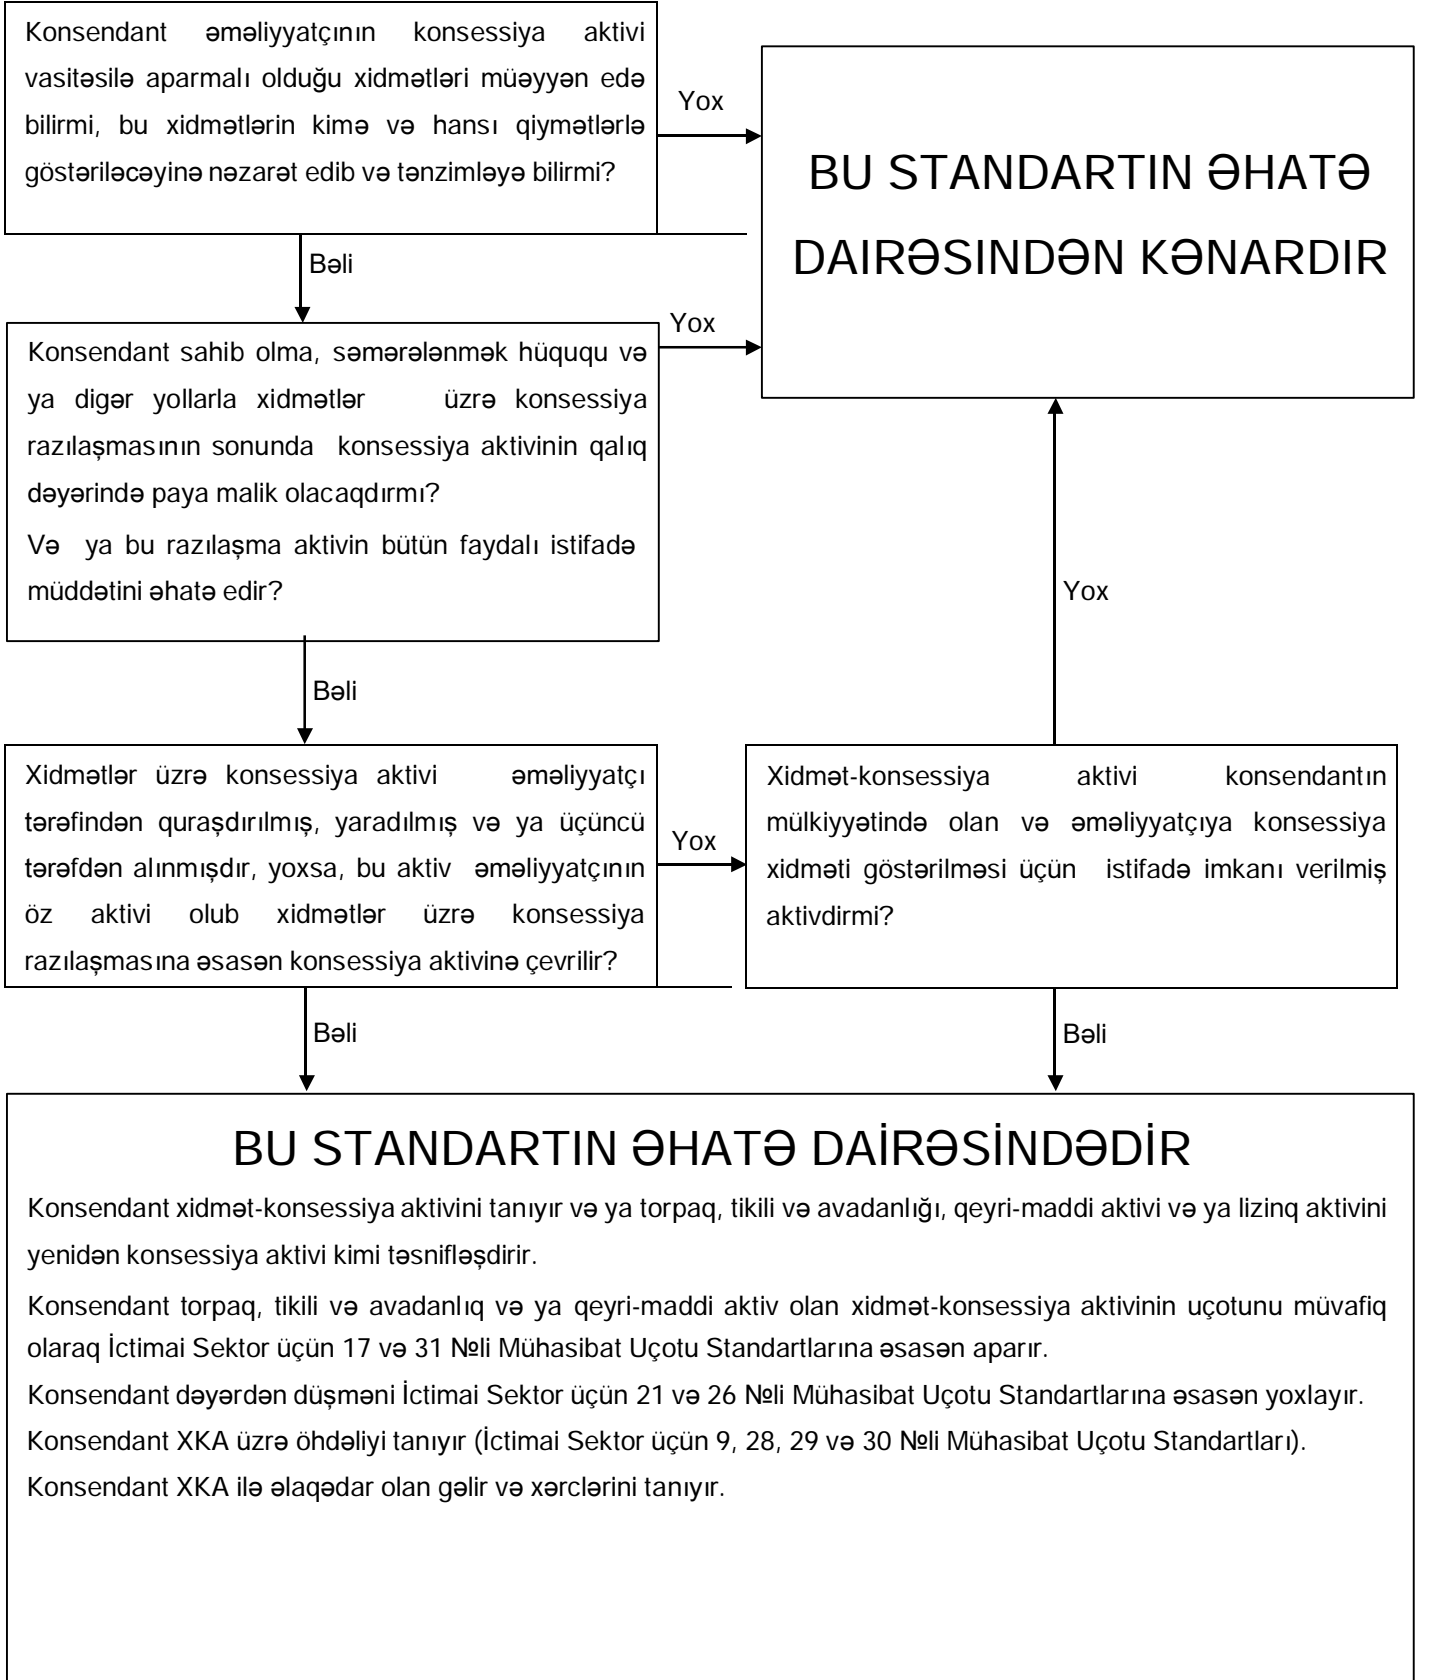 Konsendant əməliyyatçının konsessiya aktivi
vasitəsilə aparmalı olduğu xidmətləri müəyyən edə
bilirmi, bu xidmətlərin kimə və hansı qiymətlərlə
göstəriləcəyinə nəzarət edib və tənzimləyə bilirmi?
Yox
BU STANDARTIN ƏHATƏ
DAIRƏSINDƏN KƏNARDIR
Bəli
Yox
Konsendant sahib olma, səmərələnmək hüququ və
ya digər yollarla xidmətlər üzrə konsessiya
razılaşmasının sonunda konsessiya aktivinin qalıq
dəyərində paya malik olacaqdırmı?
Və ya bu razılaşma aktivin bütün faydalı istifadə
müddətini əhatə edir?
Yox
Bəli
Xidmətlər üzrə konsessiya aktivi əməliyyatçı
tərəfindən quraşdırılmış, yaradılmış və ya üçüncü
tərəfdən alınmışdır, yoxsa, bu aktiv əməliyyatçının
öz aktivi olub xidmətlər üzrə konsessiya
razılaşmasına əsasən konsessiya aktivinə çevrilir?
Yox
Xidmət-konsessiya aktivi konsendantın
mülkiyyətində olan və əməliyyatçıya konsessiya
xidməti göstərilməsi üçün istifadə imkanı verilmiş
aktivdirmi?
Bəli
Bəli
BU STANDARTIN ƏHATƏ DAİRƏSİNDƏDİR
Konsendant xidmət-konsessiya aktivini tanıyır və ya torpaq, tikili və avadanlığı, qeyri-maddi aktivi və ya lizinq aktivini
yenidən konsessiya aktivi kimi təsnifləşdirir.
Konsendant torpaq, tikili və avadanlıq və ya qeyri-maddi aktiv olan xidmət-konsessiya aktivinin uçotunu müvafiq
olaraq İctimai Sektor üçün 17 və 31 №li Mühasibat Uçotu Standartlarına əsasən aparır.
Konsendant dəyərdən düşməni İctimai Sektor üçün 21 və 26 №li Mühasibat Uçotu Standartlarına əsasən yoxlayır.
Konsendant XKA üzrə öhdəliyi tanıyır (İctimai Sektor üçün 9, 28, 29 və 30 №li Mühasibat Uçotu Standartları).
Konsendant XKA ilə əlaqədar olan gəlir və xərclərini tanıyır.